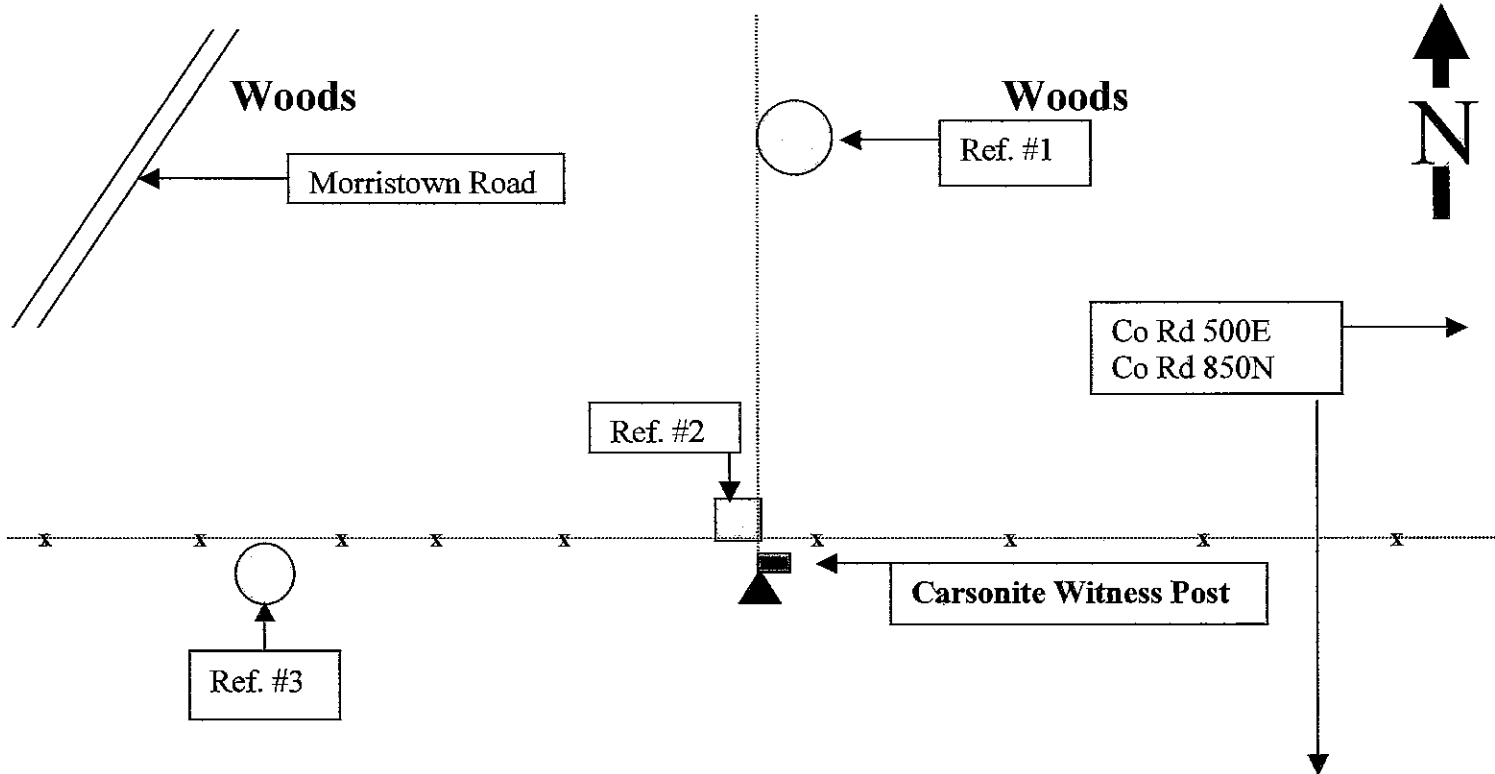 Woods
Woods
Ref. #1
N
Morristown Road
Co Rd 500E
Co Rd 850N
Ref. #2
x x x x x x x x x
Carsonite Witness Post
Ref. #3